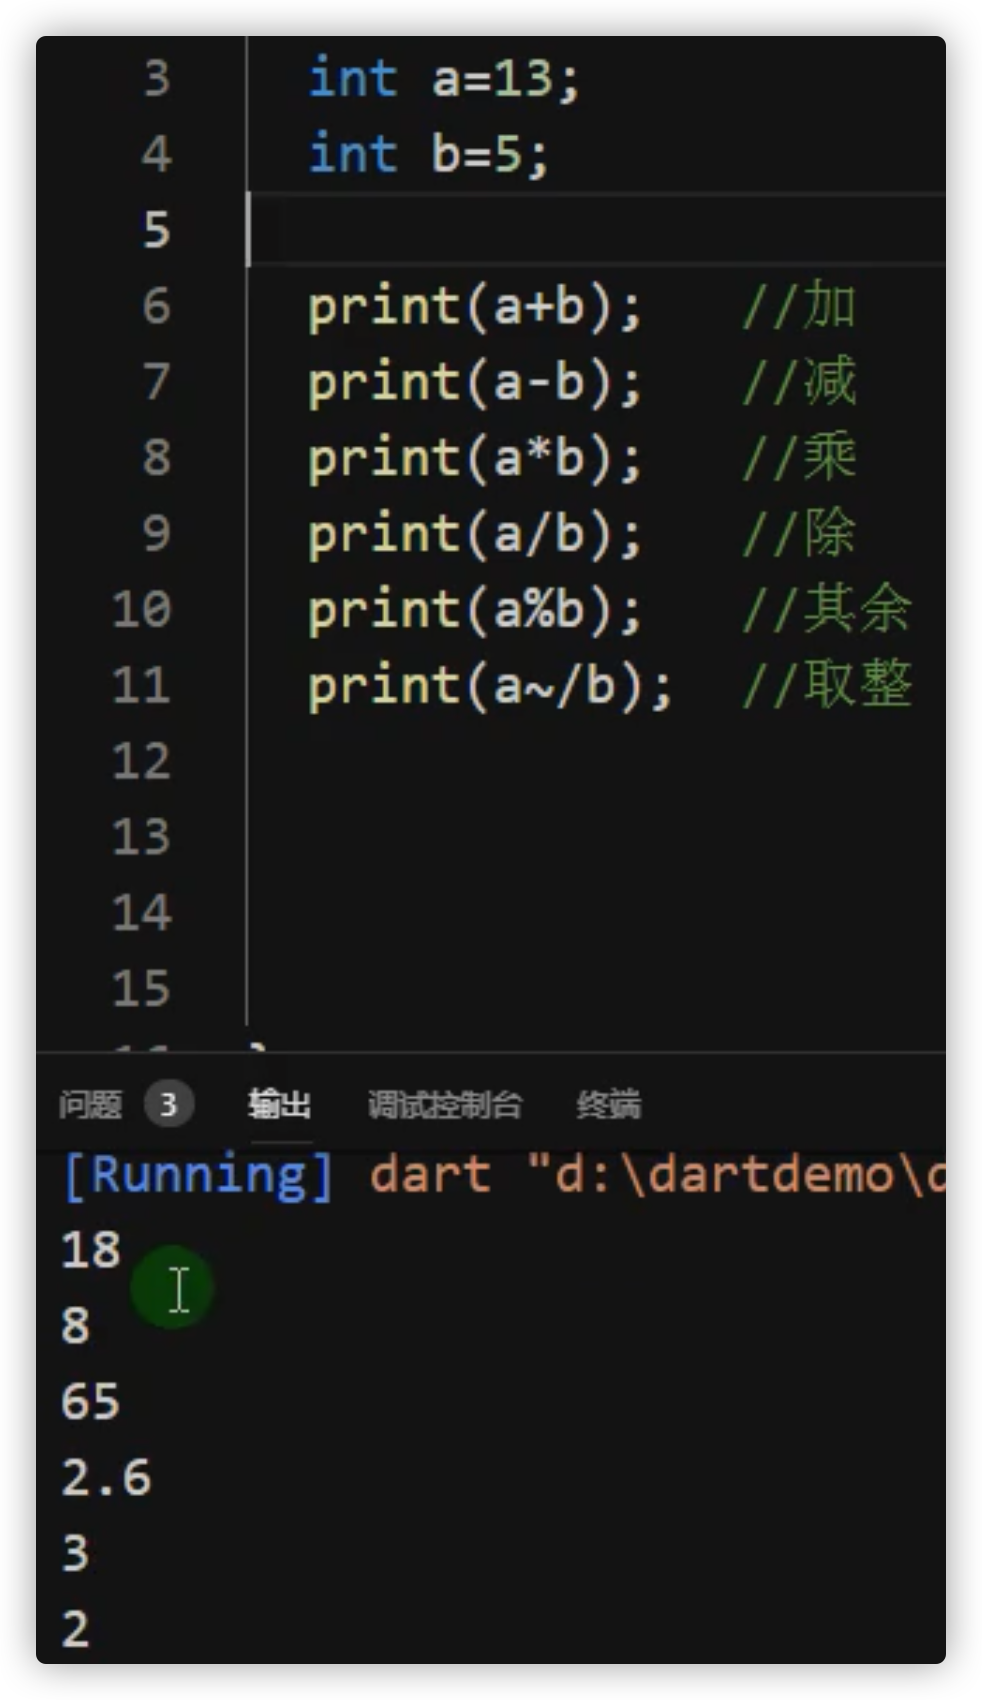 3 int a=13;
4 int b=5;
5
6 print(a+b); //加
7 print(a-b); //减
8 print(a*b); //乘
9 print(a/b); //除
10 print(a%b); //其余
11 print(a~/b); //取整
12
13
14
15
问题 3 输出 调试控制台 终端
[Running] dart "d:\dartdemo\
18
8
65
2.6
3
2